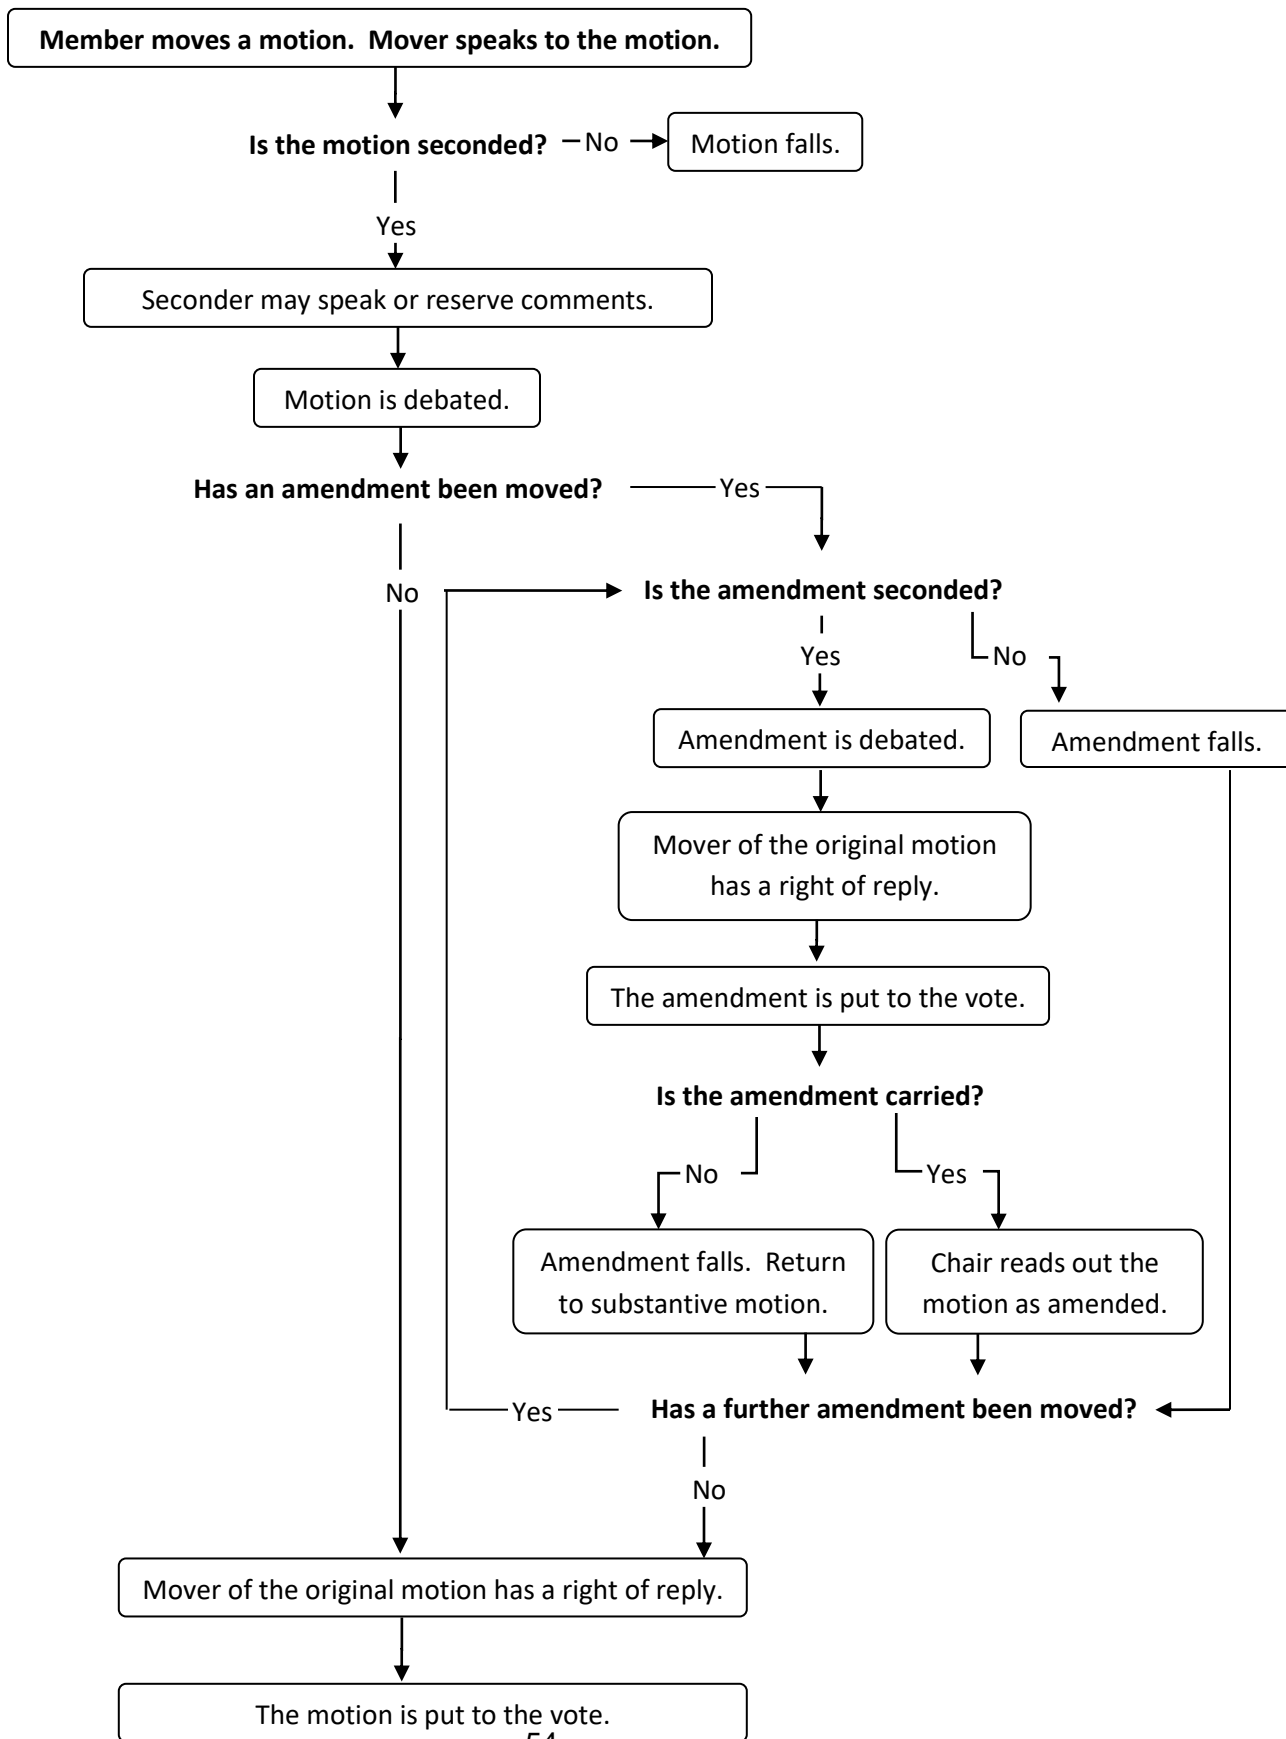 Member moves a motion.  Mover speaks to the motion.
Is the motion seconded?
No
Motion falls.
Yes
Seconder may speak or reserve comments.
Motion is debated.
Has an amendment been moved?
Yes
No
Is the amendment seconded?
Yes
No
Amendment is debated.
Amendment falls.
Mover of the original motion
has a right of reply.
The amendment is put to the vote.
Is the amendment carried?
No
Yes
Amendment falls.  Return
to substantive motion.
Chair reads out the
motion as amended.
Yes
Has a further amendment been moved?
No
Mover of the original motion has a right of reply.
The motion is put to the vote.